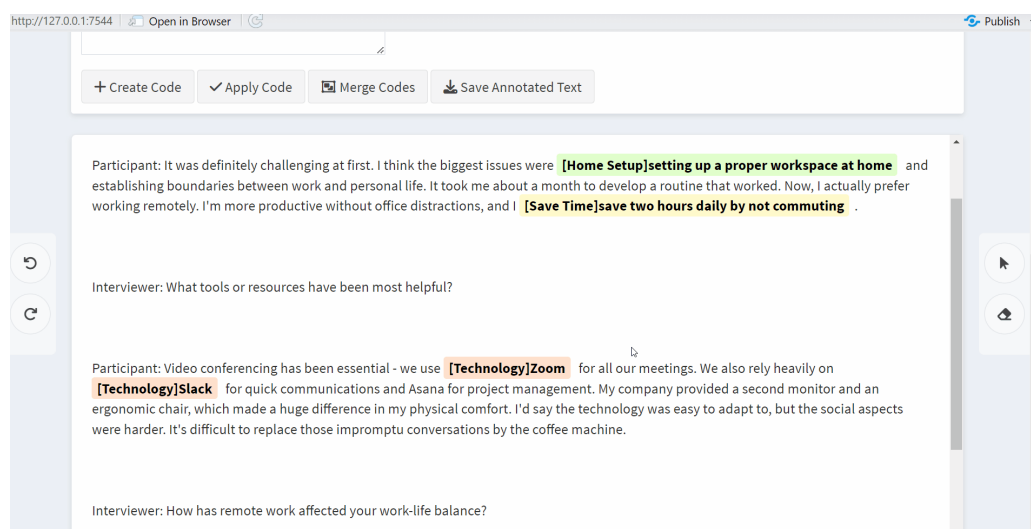 http://127.0.0.1:7544 Open in Browser Publish
Create Code Apply Code Merge Codes Save Annotated Text
Participant: It was definitely challenging at first. I think the biggest issues were [Home Setup]setting up a proper workspace at home and
establishing boundaries between work and personal life. It took me about a month to develop a routine that worked. Now, I actually prefer
working remotely. I'm more productive without office distractions, and I [Save Time]save two hours daily by not commuting .
Interviewer: What tools or resources have been most helpful?
Participant: Video conferencing has been essential - we use [Technology]Zoom for all our meetings. We also rely heavily on
[Technology]Slack for quick communications and Asana for project management. My company provided a second monitor and an
ergonomic chair, which made a huge difference in my physical comfort. I'd say the technology was easy to adapt to, but the social aspects
were harder. It's difficult to replace those impromptu conversations by the coffee machine.
Interviewer: How has remote work affected your work-life balance?